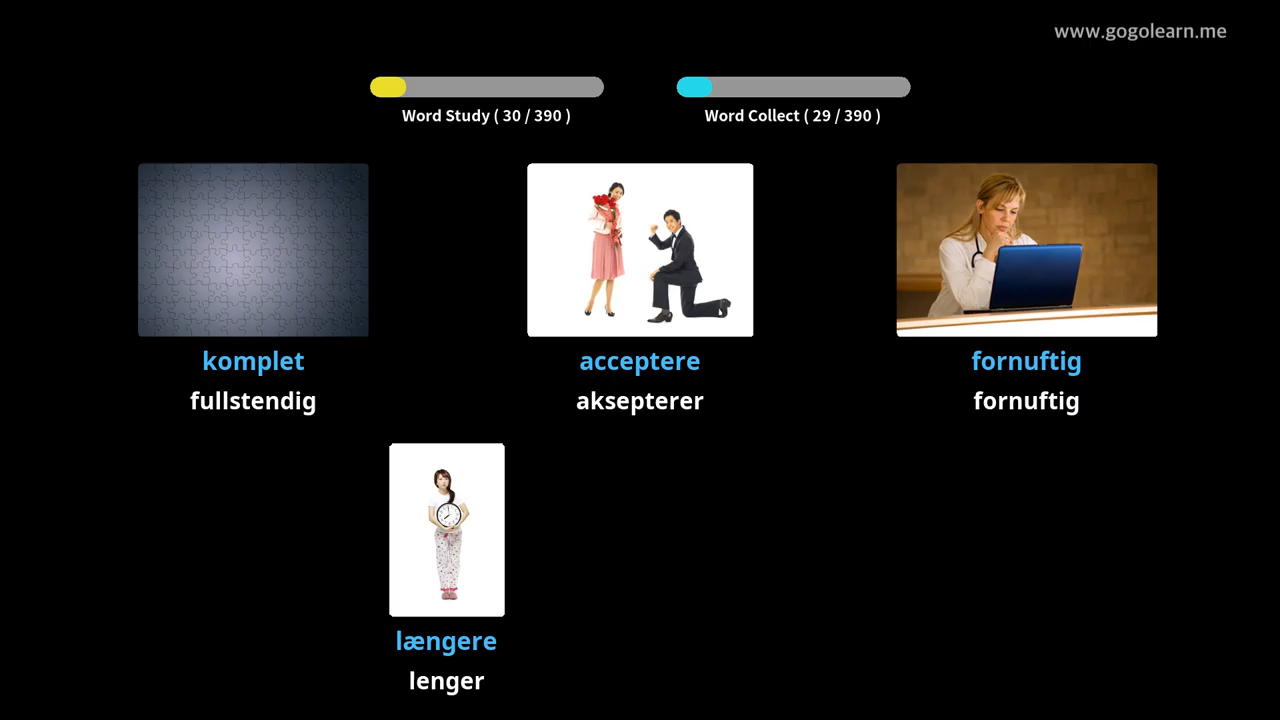 www.gogolearn.me
Word Study ( 30 / 390 )
Word Collect ( 29 / 390 )
komplet
fullstendig
acceptere
aksepterer
fornuftig
fornuftig
længere
lenger